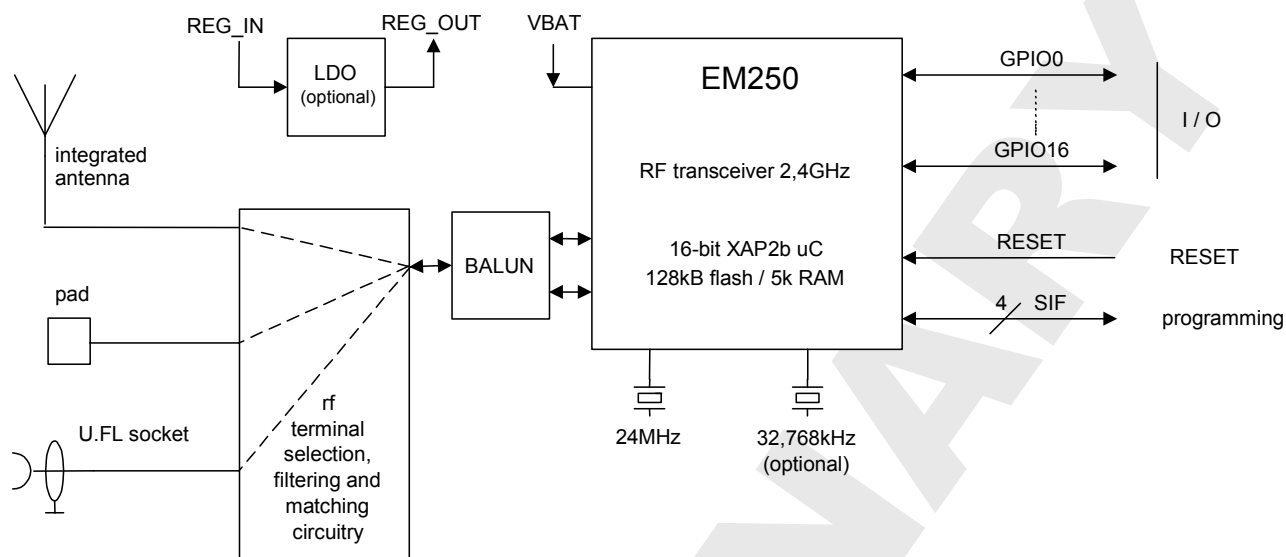 REG_IN
REG_OUT
VBAT
LDO
(optional)
EM250
RF transceiver 2,4GHz
16-bit XAP2b uC
128kB flash / 5k RAM
GPIO0
GPIO16
I / O
RESET
RESET
4
SIF
programming
integrated
antenna
BALUN
pad
U.FL socket
rf
terminal
selection,
filtering and
matching
circuitry
24MHz
32,768kHz
(optional)
NARY